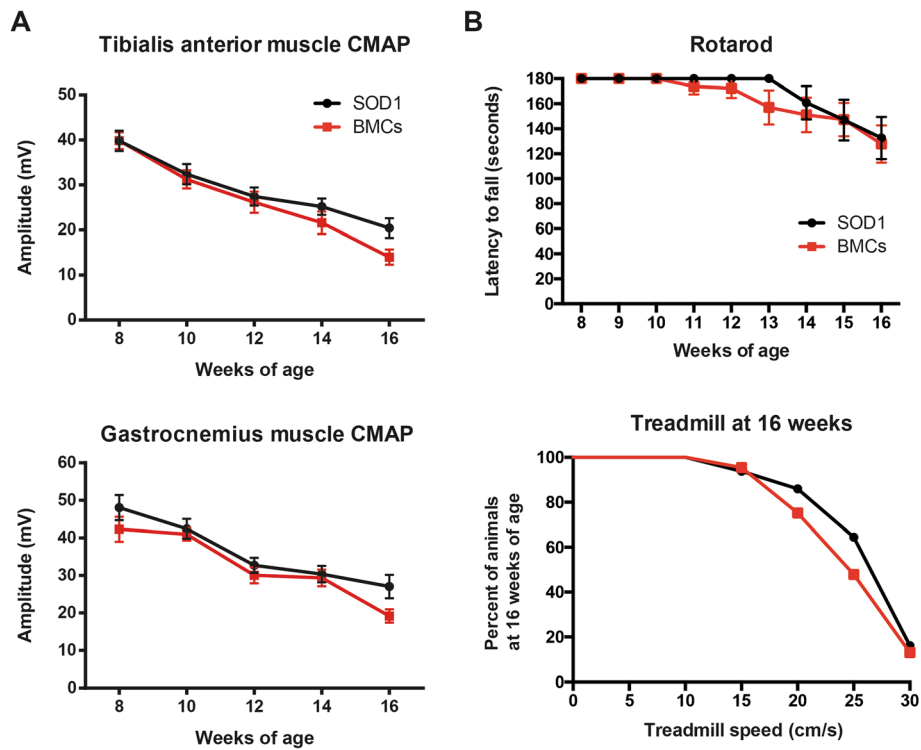 A
Tibialis anterior muscle CMAP
50
40
30
20
10
0
Amplitude (mV)
SOD1
BMCs
8 10 12 14 16
Weeks of age
Gastrocnemius muscle CMAP
60
50
40
30
20
10
0
Amplitude (mV)
8 10 12 14 16
Weeks of age
B
Rotarod
180
160
140
120
100
80
60
40
20
0
Latency to fall (seconds)
SOD1
BMCs
8 9 10 11 12 13 14 15 16
Weeks of age
Treadmill at 16 weeks
100
80
60
40
20
0
Percent of animals
at 16 weeks of age
0 5 10 15 20 25 30
Treadmill speed (cm/s)